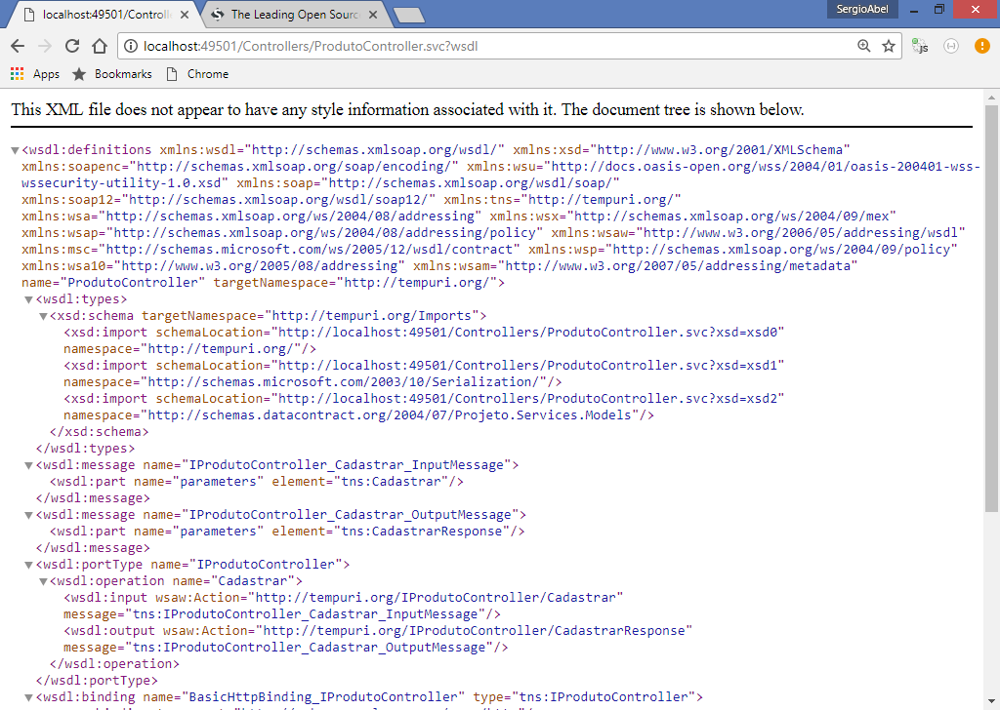 localhost:49501/Controll
The Leading Open Sourc
SergioAbel
localhost:49501/Controllers/ProdutoController.svc?wsdl
JS
Apps Bookmarks Chrome
This XML file does not appear to have any style information associated with it. The document tree is shown below.
<wsdl:definitions xmlns:wsdl="http://schemas.xmlsoap.org/wsdl/" xmlns:xsd="http://www.w3.org/2001/XMLSchema"
xmlns:soapenc="http://schemas.xmlsoap.org/soap/encoding/" xmlns:wsu="http://docs.oasis-open.org/wss/2004/01/oasis-200401-wss-
wssecurity-utility-1.0.xsd" xmlns:soap="http://schemas.xmlsoap.org/wsdl/soap/"
xmlns:soap12="http://schemas.xmlsoap.org/wsdl/soap12/" xmlns:tns="http://tempuri.org/"
xmlns:wsa="http://schemas.xmlsoap.org/ws/2004/08/addressing" xmlns:wsx="http://schemas.xmlsoap.org/ws/2004/09/mex"
xmlns:wsap="http://schemas.xmlsoap.org/ws/2004/08/addressing/policy" xmlns:wsaw="http://www.w3.org/2006/05/addressing/wsdl"
xmlns:msc="http://schemas.microsoft.com/ws/2005/12/wsdl/contract" xmlns:wsp="http://schemas.xmlsoap.org/ws/2004/09/policy"
xmlns:wsa10="http://www.w3.org/2005/08/addressing" xmlns:wsam="http://www.w3.org/2007/05/addressing/metadata"
name="ProdutoController" targetNamespace="http://tempuri.org/">
<wsdl:types>
<xsd:schema targetNamespace="http://tempuri.org/Imports">
<xsd:import schemaLocation="http://localhost:49501/Controllers/ProdutoController.svc?xsd=xsd0"
namespace="http://tempuri.org/"/>
<xsd:import schemaLocation="http://localhost:49501/Controllers/ProdutoController.svc?xsd=xsd1"
namespace="http://schemas.microsoft.com/2003/10/Serialization/"/>
<xsd:import schemaLocation="http://localhost:49501/Controllers/ProdutoController.svc?xsd=xsd2"
namespace="http://schemas.datacontract.org/2004/07/Projeto.Services.Models"/>
</xsd:schema>
</wsdl:types>
<wsdl:message name="IProdutoController_Cadastrar_InputMessage">
<wsdl:part name="parameters" element="tns:Cadastrar"/>
</wsdl:message>
<wsdl:message name="IProdutoController_Cadastrar_OutputMessage">
<wsdl:part name="parameters" element="tns:CadastrarResponse"/>
</wsdl:message>
<wsdl:portType name="IProdutoController">
<wsdl:operation name="Cadastrar">
<wsdl:input wsaw:Action="http://tempuri.org/IProdutoController/Cadastrar"
message="tns:IProdutoController_Cadastrar_InputMessage"/>
<wsdl:output wsaw:Action="http://tempuri.org/IProdutoController/CadastrarResponse"
message="tns:IProdutoController_Cadastrar_OutputMessage"/>
</wsdl:operation>
</wsdl:portType>
<wsdl:binding name="BasicHttpBinding_IProdutoController" type="tns:IProdutoController">